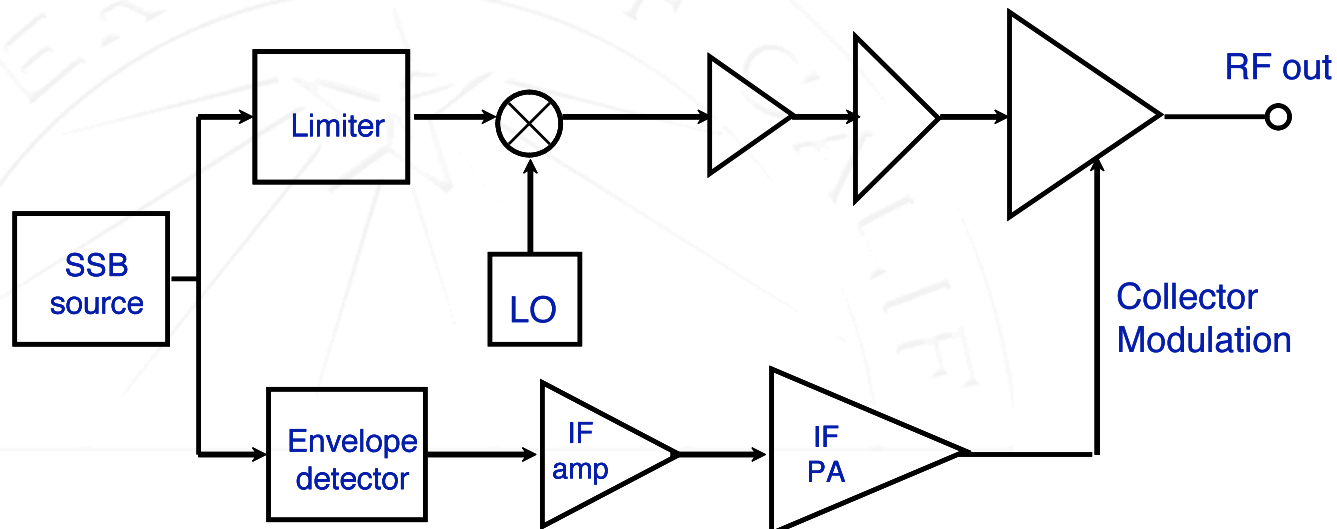 RF out
Limiter
SSB
source
LO
Collector
Modulation
Envelope
detector
IF
amp
IF
PA